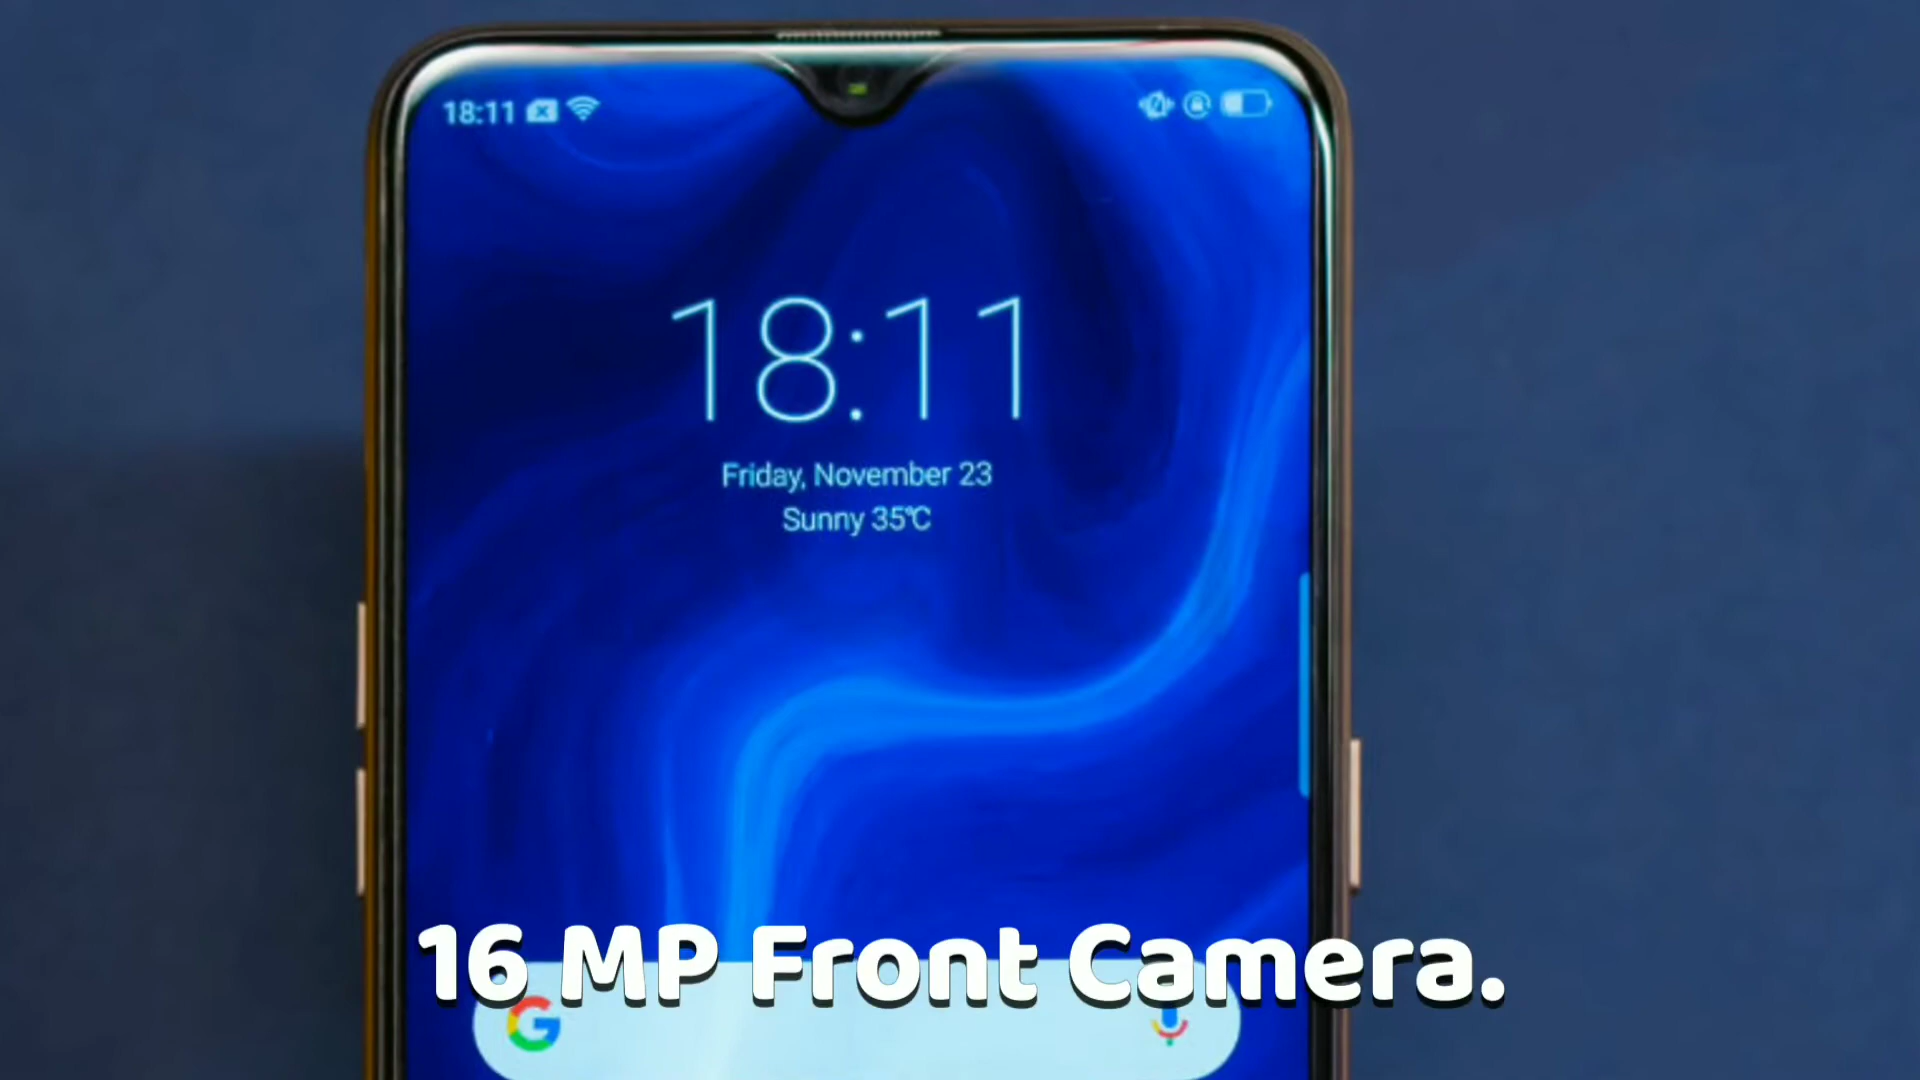 18:11
18:11
Friday, November 23
Sunny 35℃
16 MP Front Camera.
G